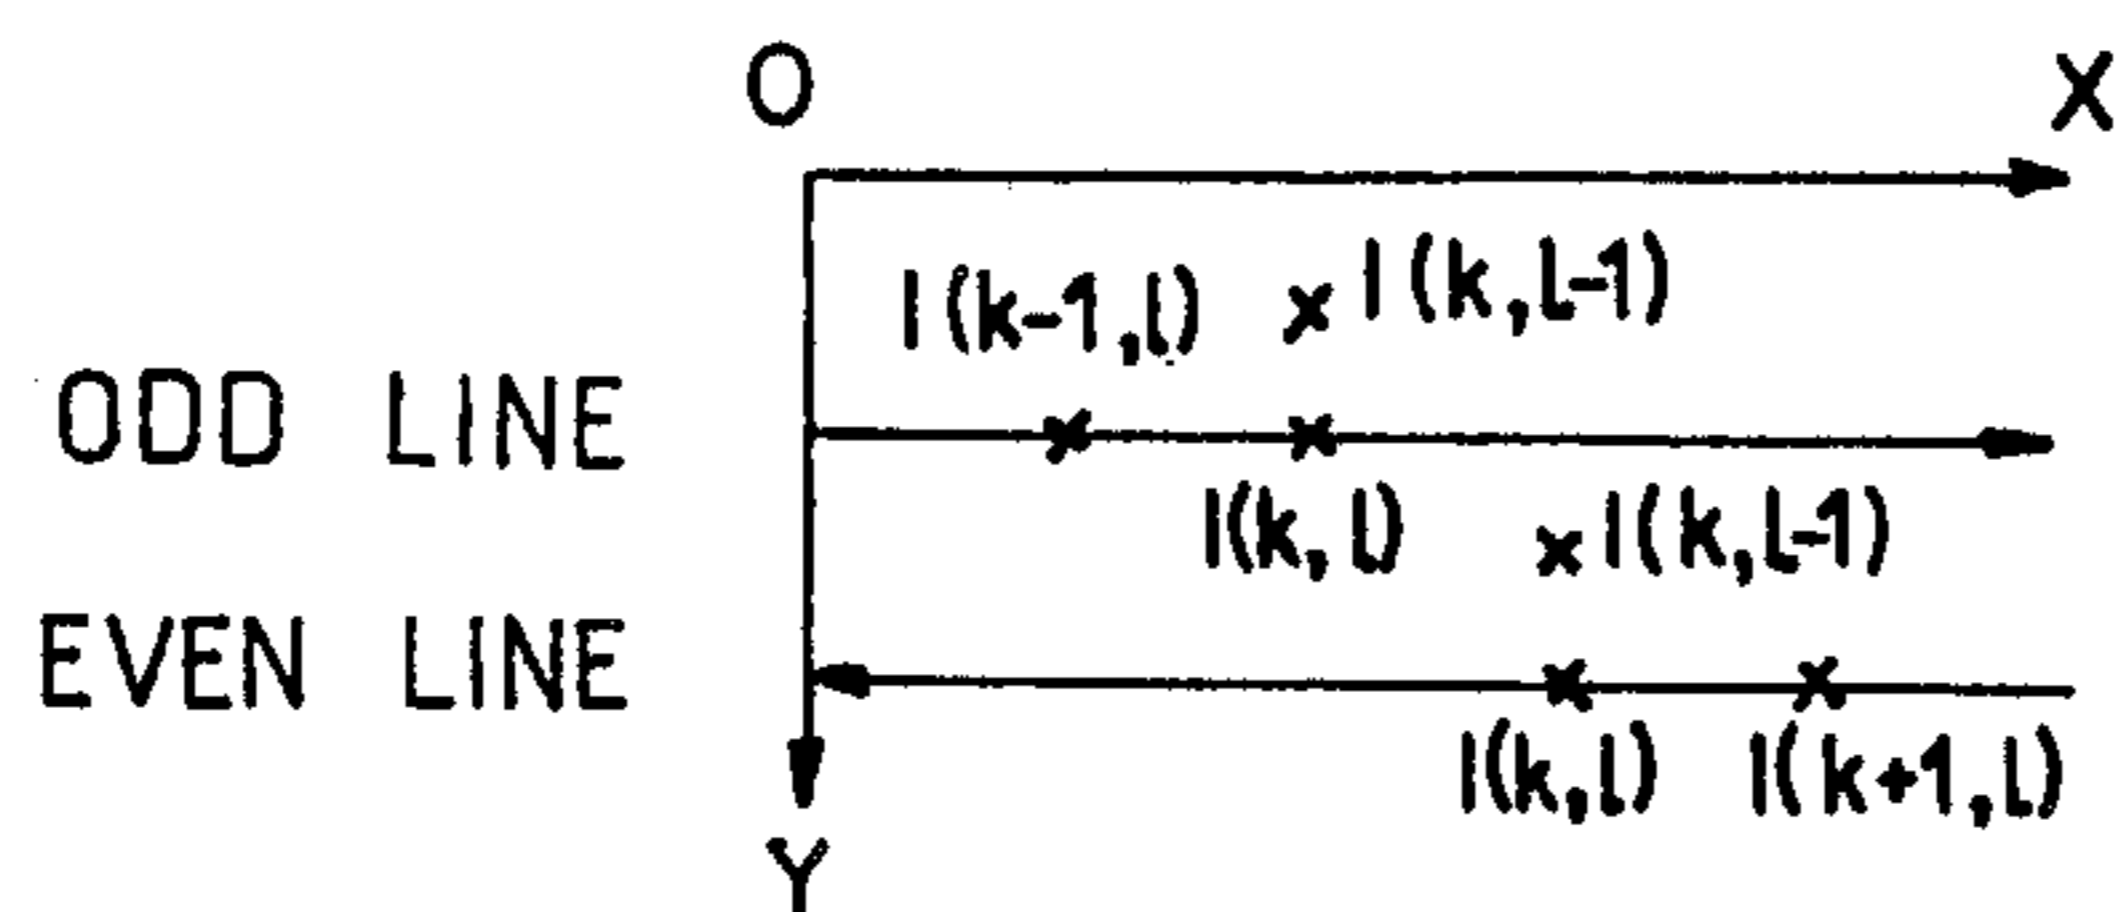 O X
I(k-1,l) x I(k,l-1)
ODD LINE
I(k,l) x I(k,l-1)
EVEN LINE
I(k,l) I(k+1,l)
Y